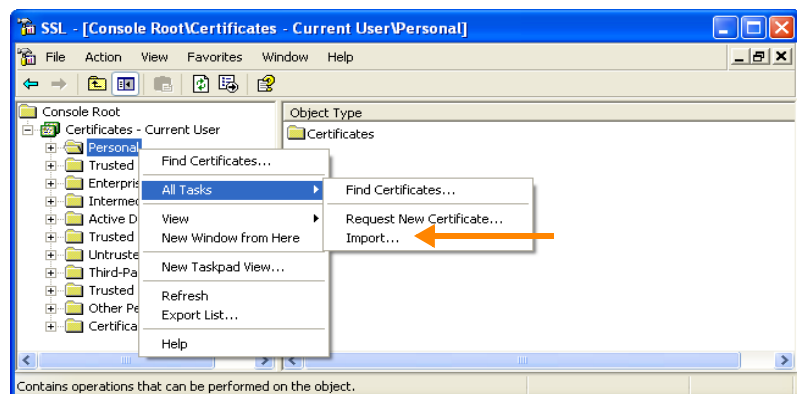 SSL - [Console Root\Certificates - Current User\Personal]
File Action View Favorites Window Help
Console Root
Object Type
Certificates - Current User
Certificates
Personal
Trusted
Intermed
Active D
Trusted
Untruste
Third-Pa
Trusted
Other Pe
Certifica
Find Certificates...
All Tasks
View
New Window from Here
New Taskpad View...
Refresh
Export List...
Help
Find Certificates...
Request New Certificate...
Import...
Contains operations that can be performed on the object.